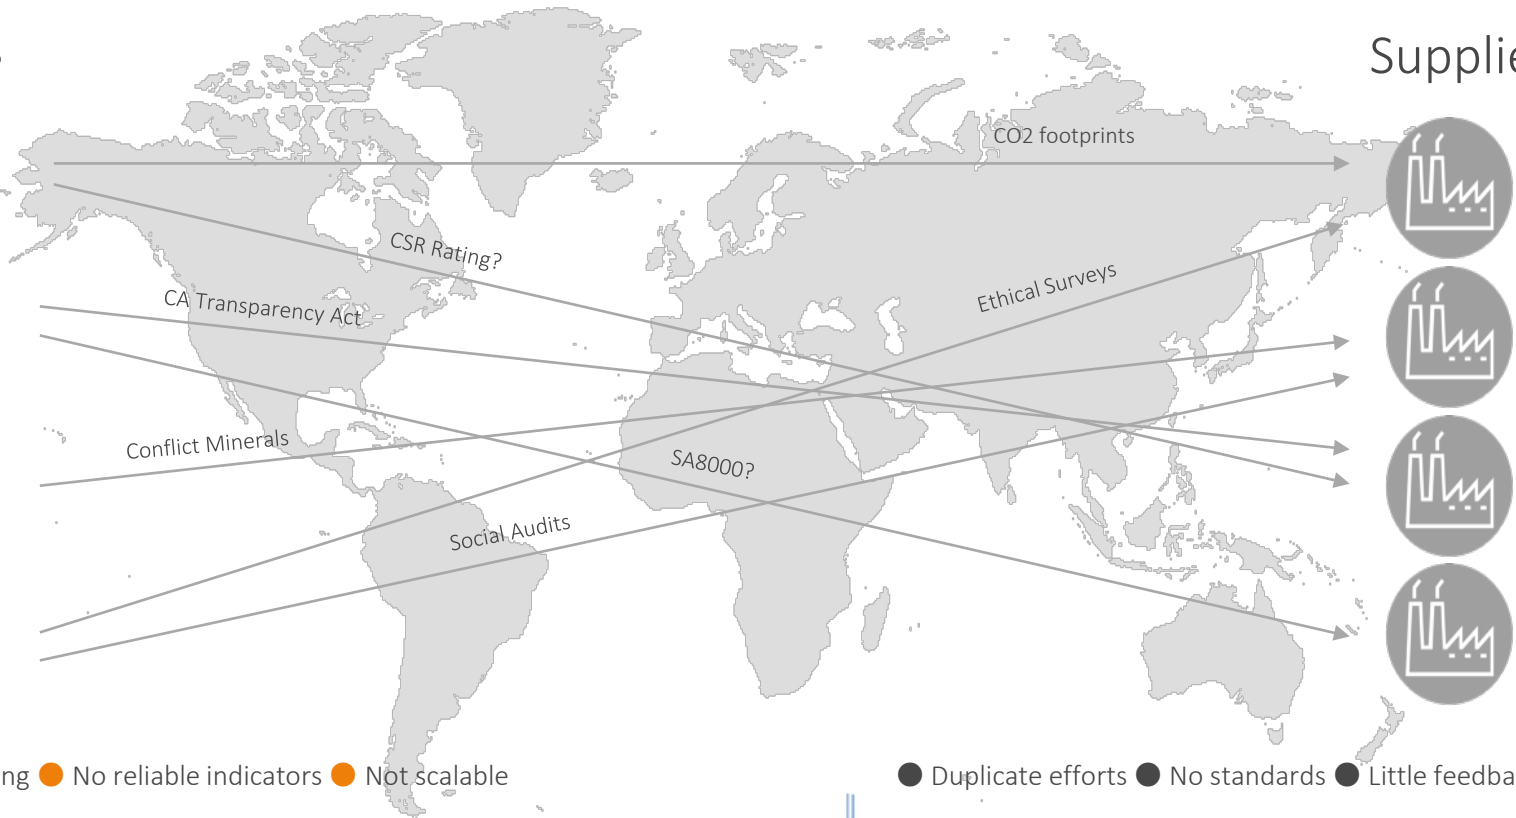 Supplie
CO2 footprints
CSR Rating?
Ethical Surveys
CA Transparency Act
Conflict Minerals
SA8000?
Social Audits
ng No reliable indicators Not scalable
Duplicate efforts No standards Little feedba